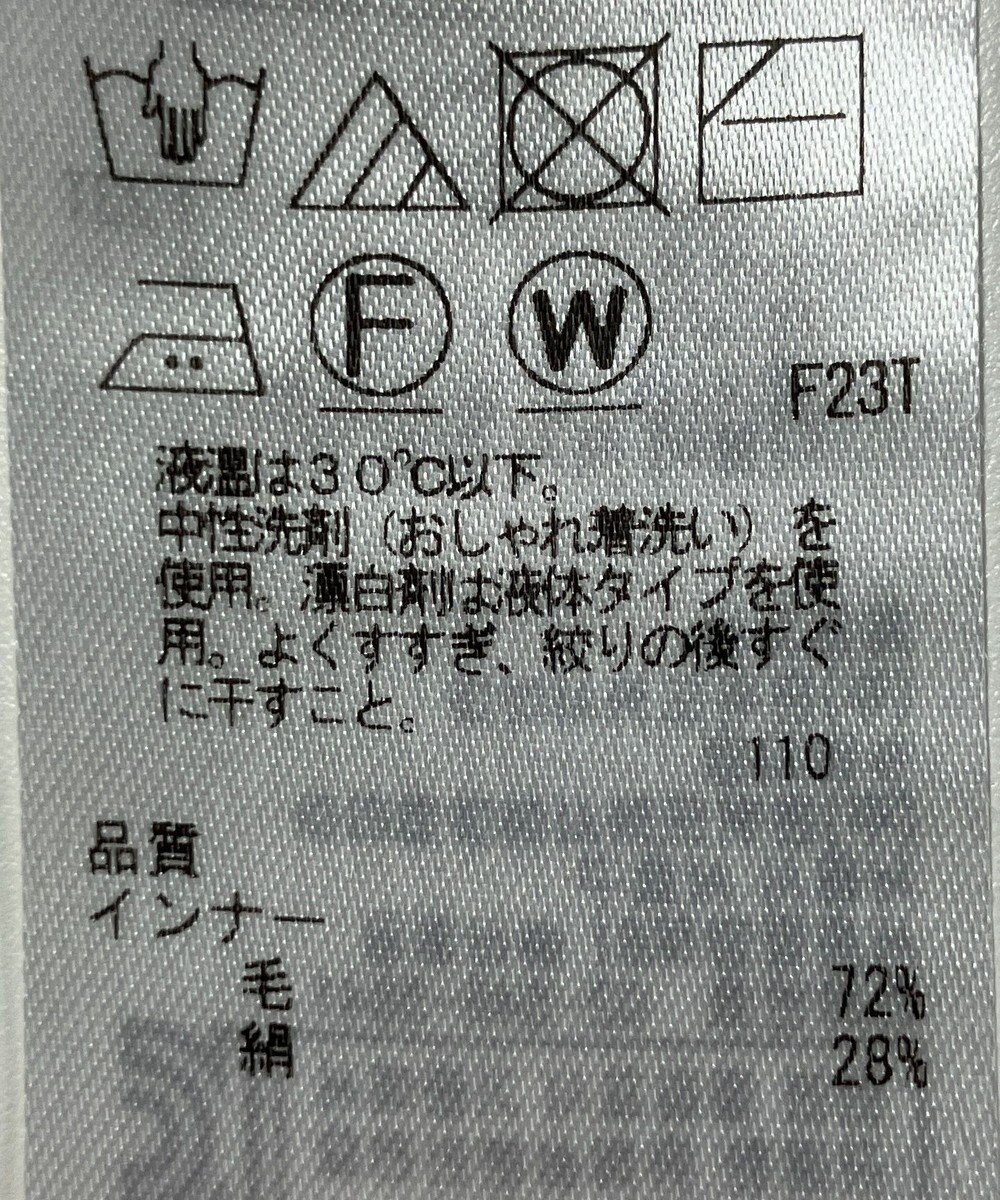 F W F23T
液温は30℃以下。
中性洗剤（おしゃれ着洗い）を
使用。漂白剤は液体タイプを使
用。よくすすぎ、絞りの後すぐ
に干すこと。
110
品質
インナー
毛 72%
絹 28%